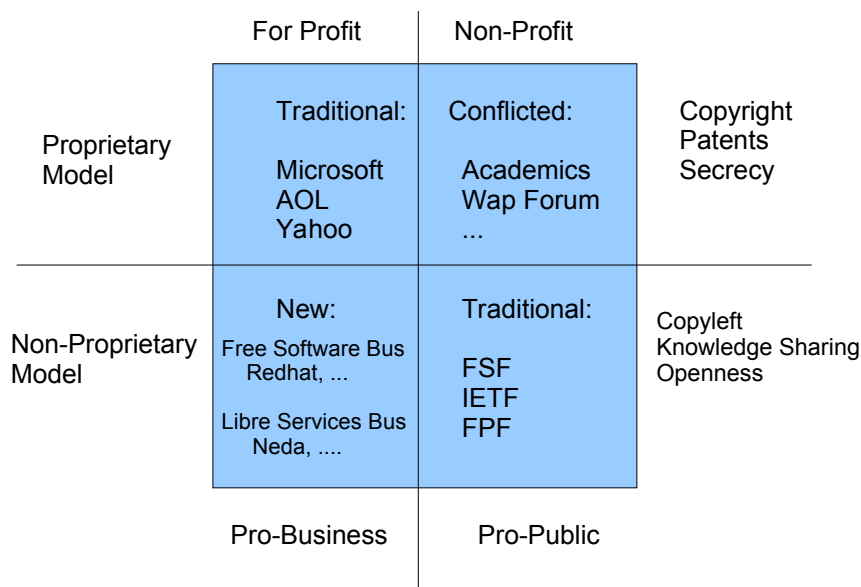 For Profit
Non-Profit
Proprietary
Model
Traditional:
Microsoft
AOL
Yahoo
Conflicted:
Academics
Wap Forum
...
Copyright
Patents
Secrecy
Non-Proprietary
Model
New:
Free Software Bus
Redhat, ...
Libre Services Bus
Neda, ....
Traditional:
FSF
IETF
FPF
Copyleft
Knowledge Sharing
Openness
Pro-Business
Pro-Public